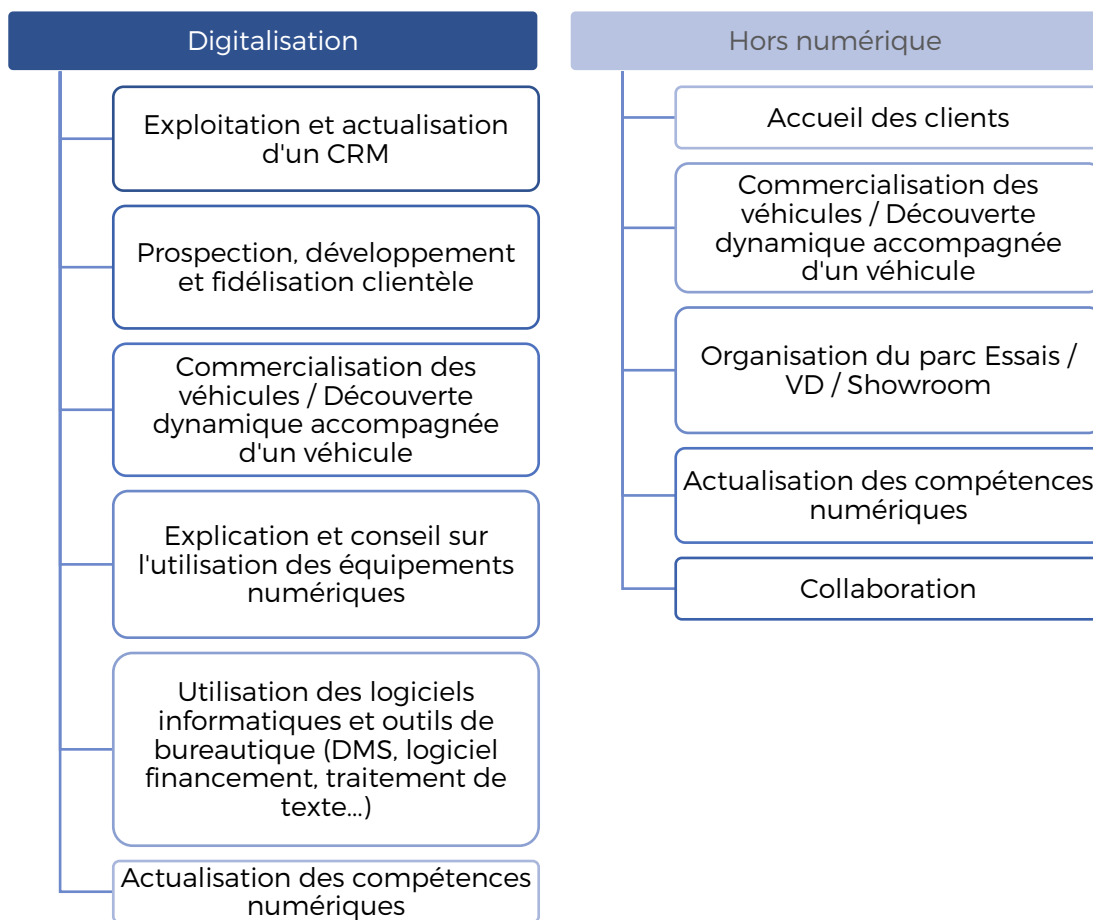 Digitalisation
Exploitation et actualisation
d'un CRM
Prospection, développement
et fidélisation clientèle
Commercialisation des
véhicules / Découverte
dynamique accompagnée
d'un véhicule
Explication et conseil sur
l'utilisation des équipements
numériques
Utilisation des logiciels
informatiques et outils de
bureautique (DMS, logiciel
financement, traitement de
texte...)
Actualisation des compétences
numériques
Hors numérique
Accueil des clients
Commercialisation des
véhicules / Découverte
dynamique accompagnée
d'un véhicule
Organisation du parc Essais /
VD / Showroom
Actualisation des compétences
numériques
Collaboration